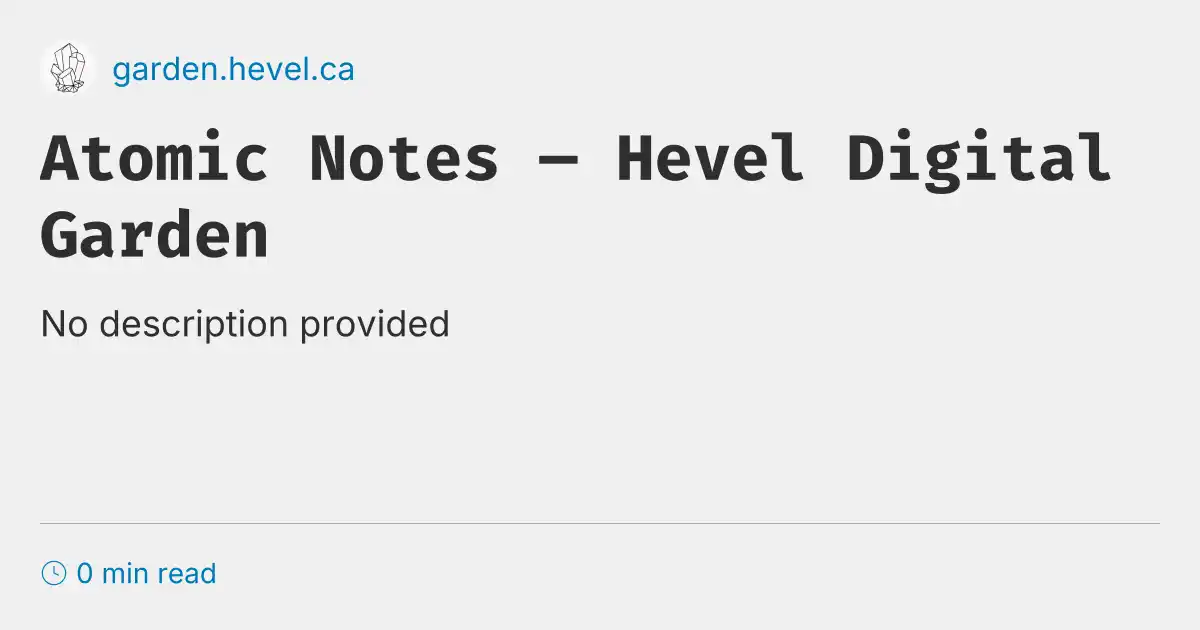 garden.hevel.ca
Atomic Notes — Hevel Digital
Garden
No description provided
0 min read